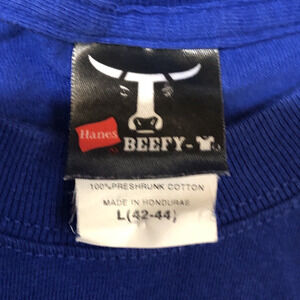 Hanes BEEFY-
100% PRESHRUNK COTTON
MADE IN HONDURAS
L(42-44)